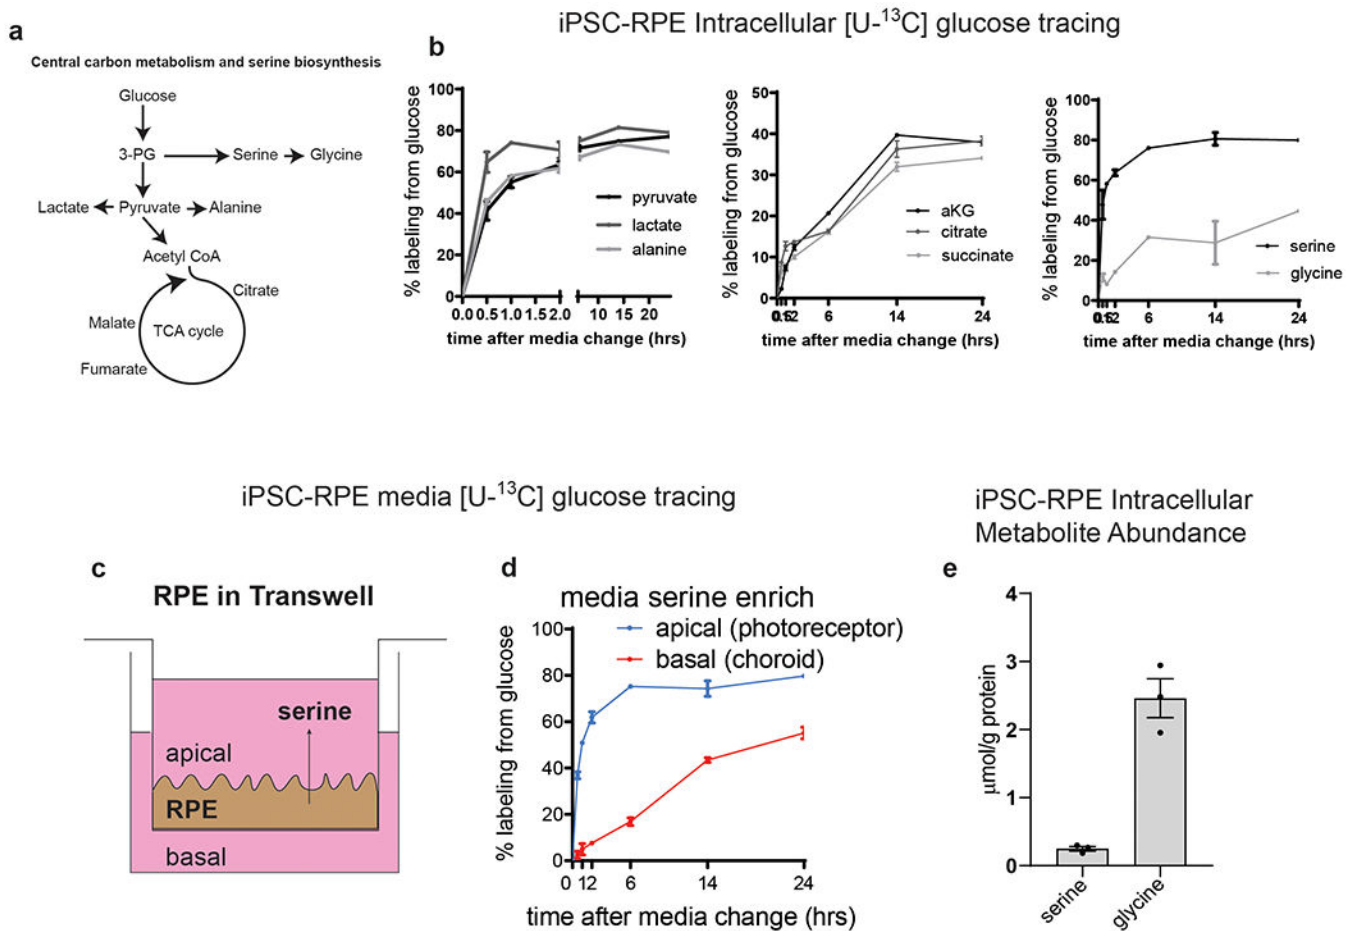 iPSC-RPE Intracellular [U-¹³C] glucose tracing
a
Central carbon metabolism and serine biosynthesis
Glucose
3-PG
Serine
Glycine
Lactate
Pyruvate
Alanine
Acetyl CoA
Citrate
Malate
TCA cycle
Fumarate
b
% labeling from glucose
100
80
60
40
20
0
pyruvate
lactate
alanine
0.0 0.5 1.0 1.5 2.0 10 15 20
time after media change (hrs)
% labeling from glucose
50
40
30
20
10
0
aKG
citrate
succinate
2 6 14 24
time after media change (hrs)
% labeling from glucose
100
80
60
40
20
0
serine
glycine
2 6 14 24
time after media change (hrs)
iPSC-RPE media [U-¹³C] glucose tracing
c
RPE in Transwell
serine
apical
RPE
basal
d
media serine enrich
apical (photoreceptor)
basal (choroid)
% labeling from glucose
100
80
60
40
20
0
0 1 2 6 14 24
time after media change (hrs)
iPSC-RPE Intracellular
Metabolite Abundance
e
µmol/g protein
4
3
2
1
0
serine
glycine